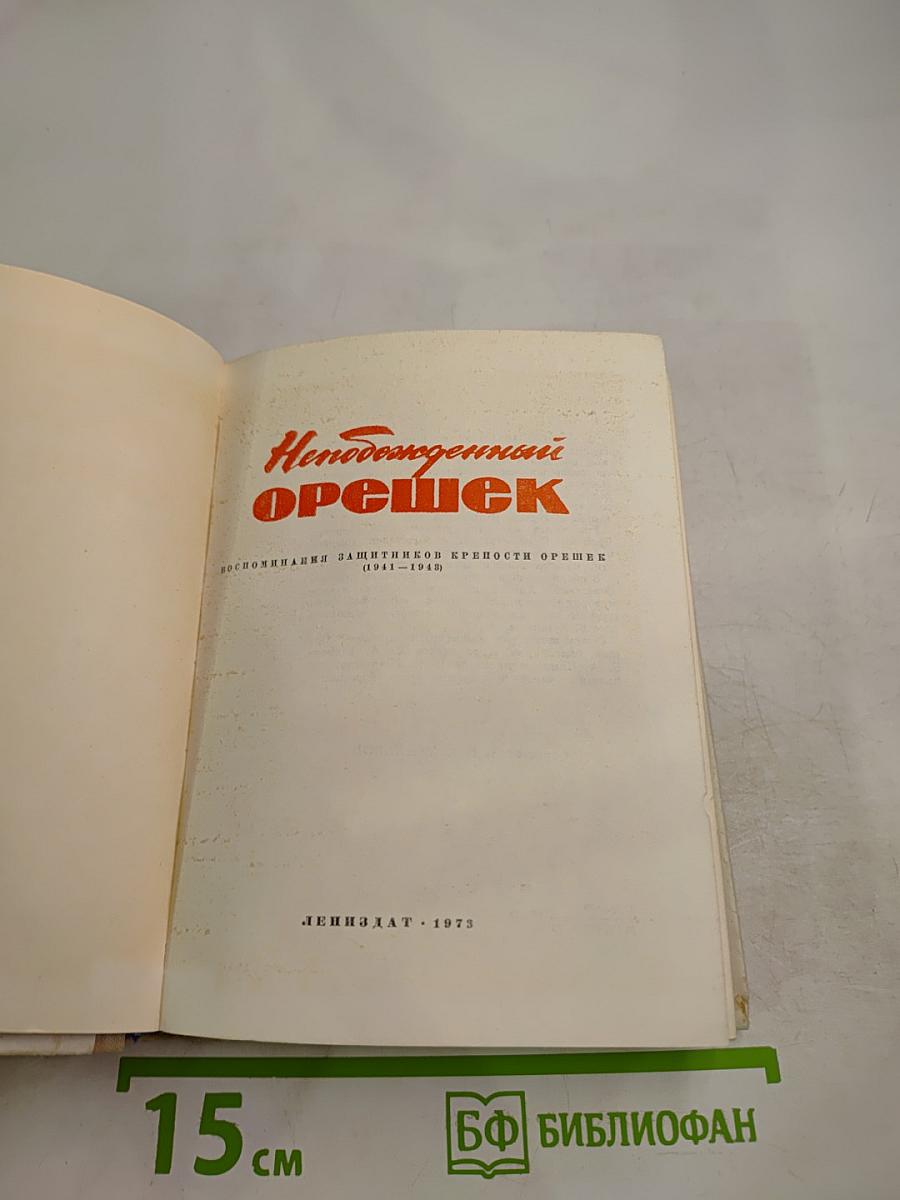 Непобежденный
ОРЕШЕК
ВОСПОМИНАНИЯ ЗАЩИТНИКОВ КРЕПОСТИ ОРЕШЕК
(1941—1943)
ЛЕНИЗДАТ · 1973
15 см
БФ БИБЛИОФАН